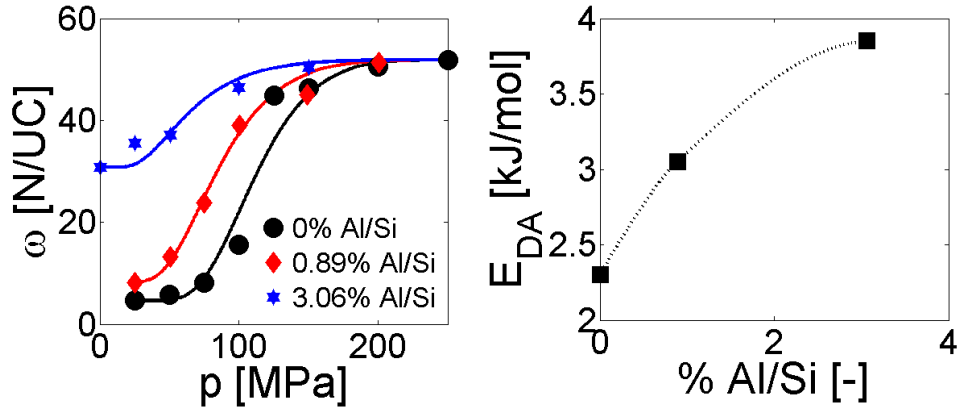 60
40
20
0
ω [N/UC]
0
100
200
p [MPa]
0% Al/Si
0.89% Al/Si
3.06% Al/Si
4
3.5
3
2.5
2
E_DA [kJ/mol]
0
2
4
% Al/Si [-]